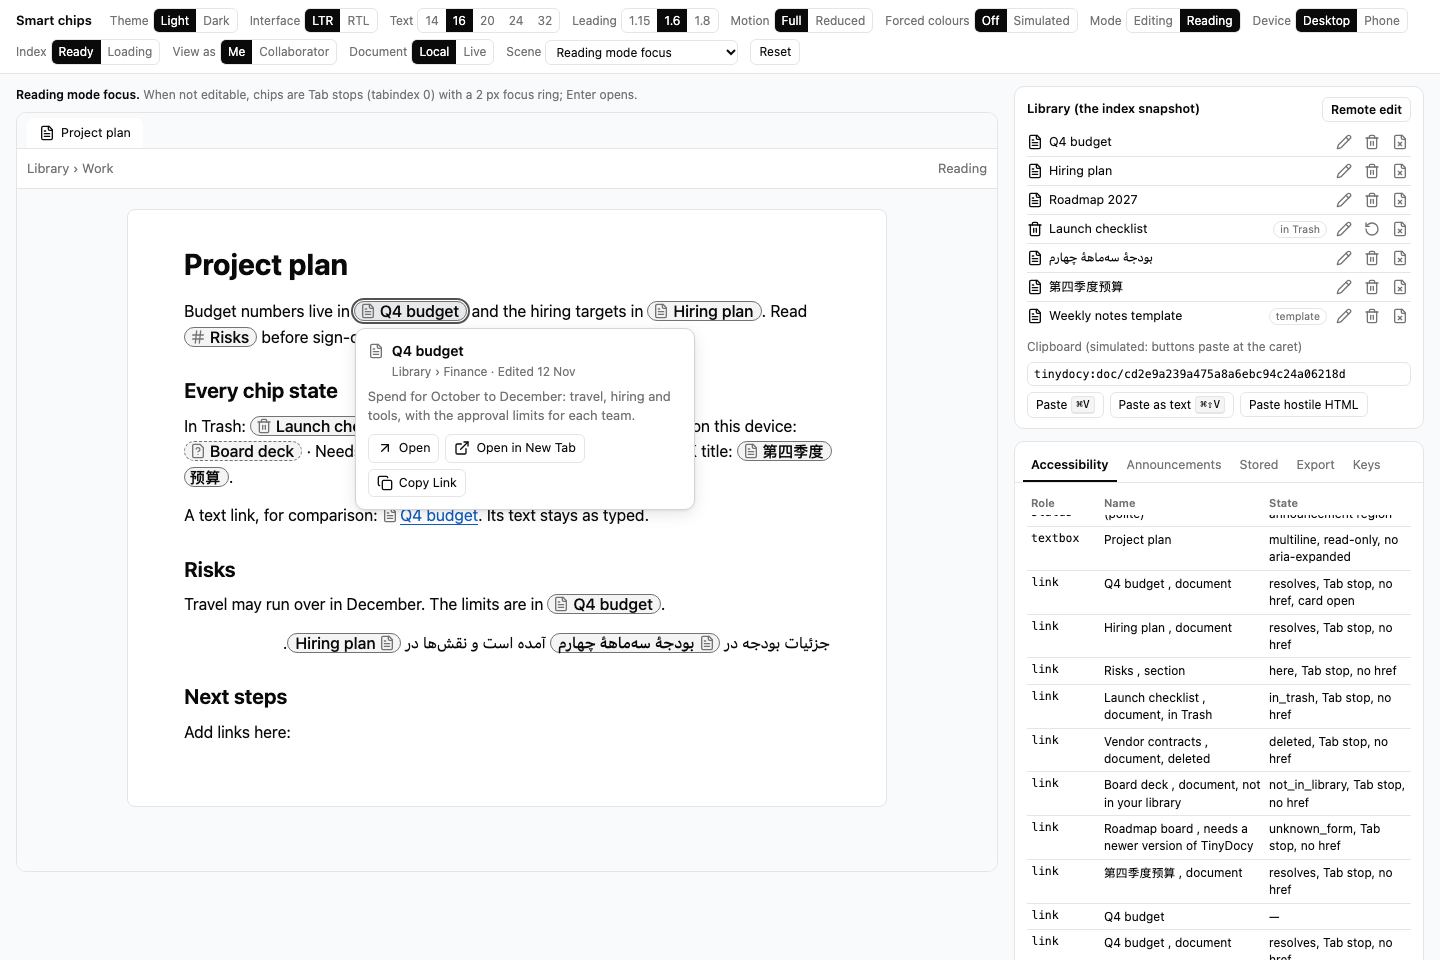 Smart chips Theme Light Dark Interface LTR RTL Text 14 16 20 24 32 Leading 1.15 1.6 1.8 Motion Full Reduced Forced colours Off Simulated Mode Editing Reading Device Desktop Phone
Index Ready Loading View as Me Collaborator Document Local Live Scene Reading mode focus Reset
Reading mode focus. When not editable, chips are Tab stops (tabindex 0) with a 2 px focus ring; Enter opens.
Project plan
Library › Work Reading
Project plan
Budget numbers live in Q4 budget and the hiring targets in Hiring plan. Read
# Risks before sign-
Q4 budget
Library › Finance · Edited 12 Nov
Spend for October to December: travel, hiring and
tools, with the approval limits for each team.
Open Open in New Tab
Copy Link
Every chip state
In Trash: Launch on this device:
Board deck · Need title: 第四季度
预算.
A text link, for comparison: Q4 budget. Its text stays as typed.
Risks
Travel may run over in December. The limits are in Q4 budget.
جزئیات بودجه در بودجهٔ سه‌ماههٔ چهارم آمده است و نقش‌ها در Hiring plan.
Next steps
Add links here:
Library (the index snapshot) Remote edit
Q4 budget
Hiring plan
Roadmap 2027
Launch checklist in Trash
بودجهٔ سه‌ماههٔ چهارم
第四季度预算
Weekly notes template template
Clipboard (simulated: buttons paste at the caret)
tinydocy:doc/cd2e9a239a475a8a6ebc94c24a06218d
Paste ⌘V Paste as text ⌘⇧V Paste hostile HTML
Accessibility Announcements Stored Export Keys
Role Name State
textbox Project plan multiline, read-only, no
aria-expanded
link Q4 budget , document resolves, Tab stop, no
href, card open
link Hiring plan , document resolves, Tab stop, no
href
link Risks , section here, Tab stop, no href
link Launch checklist , in_trash, Tab stop, no
document, in Trash href
link Vendor contracts , deleted, Tab stop, no
document, deleted href
link Board deck , document, not not_in_library, Tab stop,
in your library no href
link Roadmap board , needs a unknown_form, Tab
newer version of TinyDocy stop, no href
link 第四季度预算 , document resolves, Tab stop, no
href
link Q4 budget —
link Q4 budget , document resolves, Tab stop, no